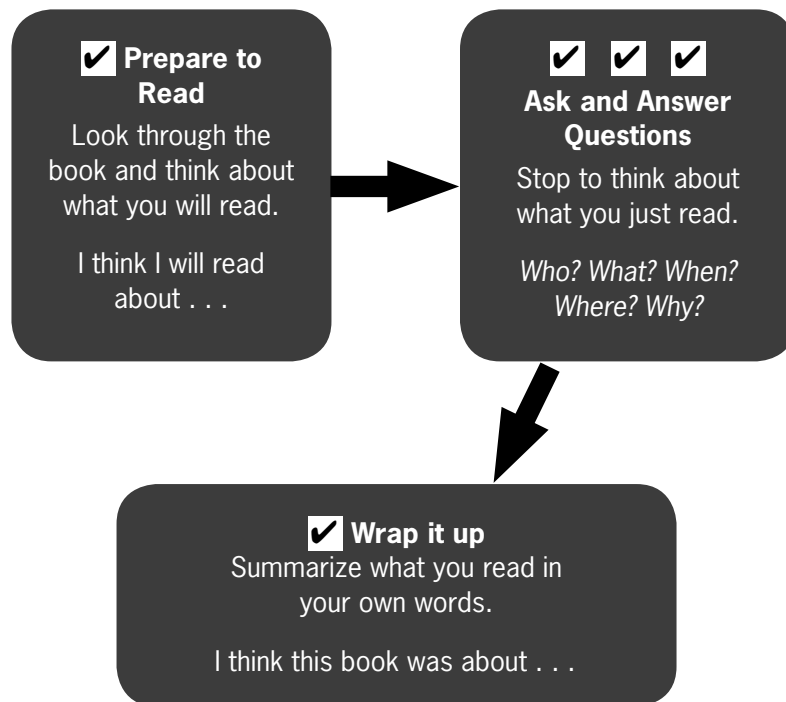 ✔ Prepare to
Read
Look through the
book and think about
what you will read.
I think I will read
about . . .
✔ ✔ ✔
Ask and Answer
Questions
Stop to think about
what you just read.
Who? What? When?
Where? Why?
✔ Wrap it up
Summarize what you read in
your own words.
I think this book was about . . .